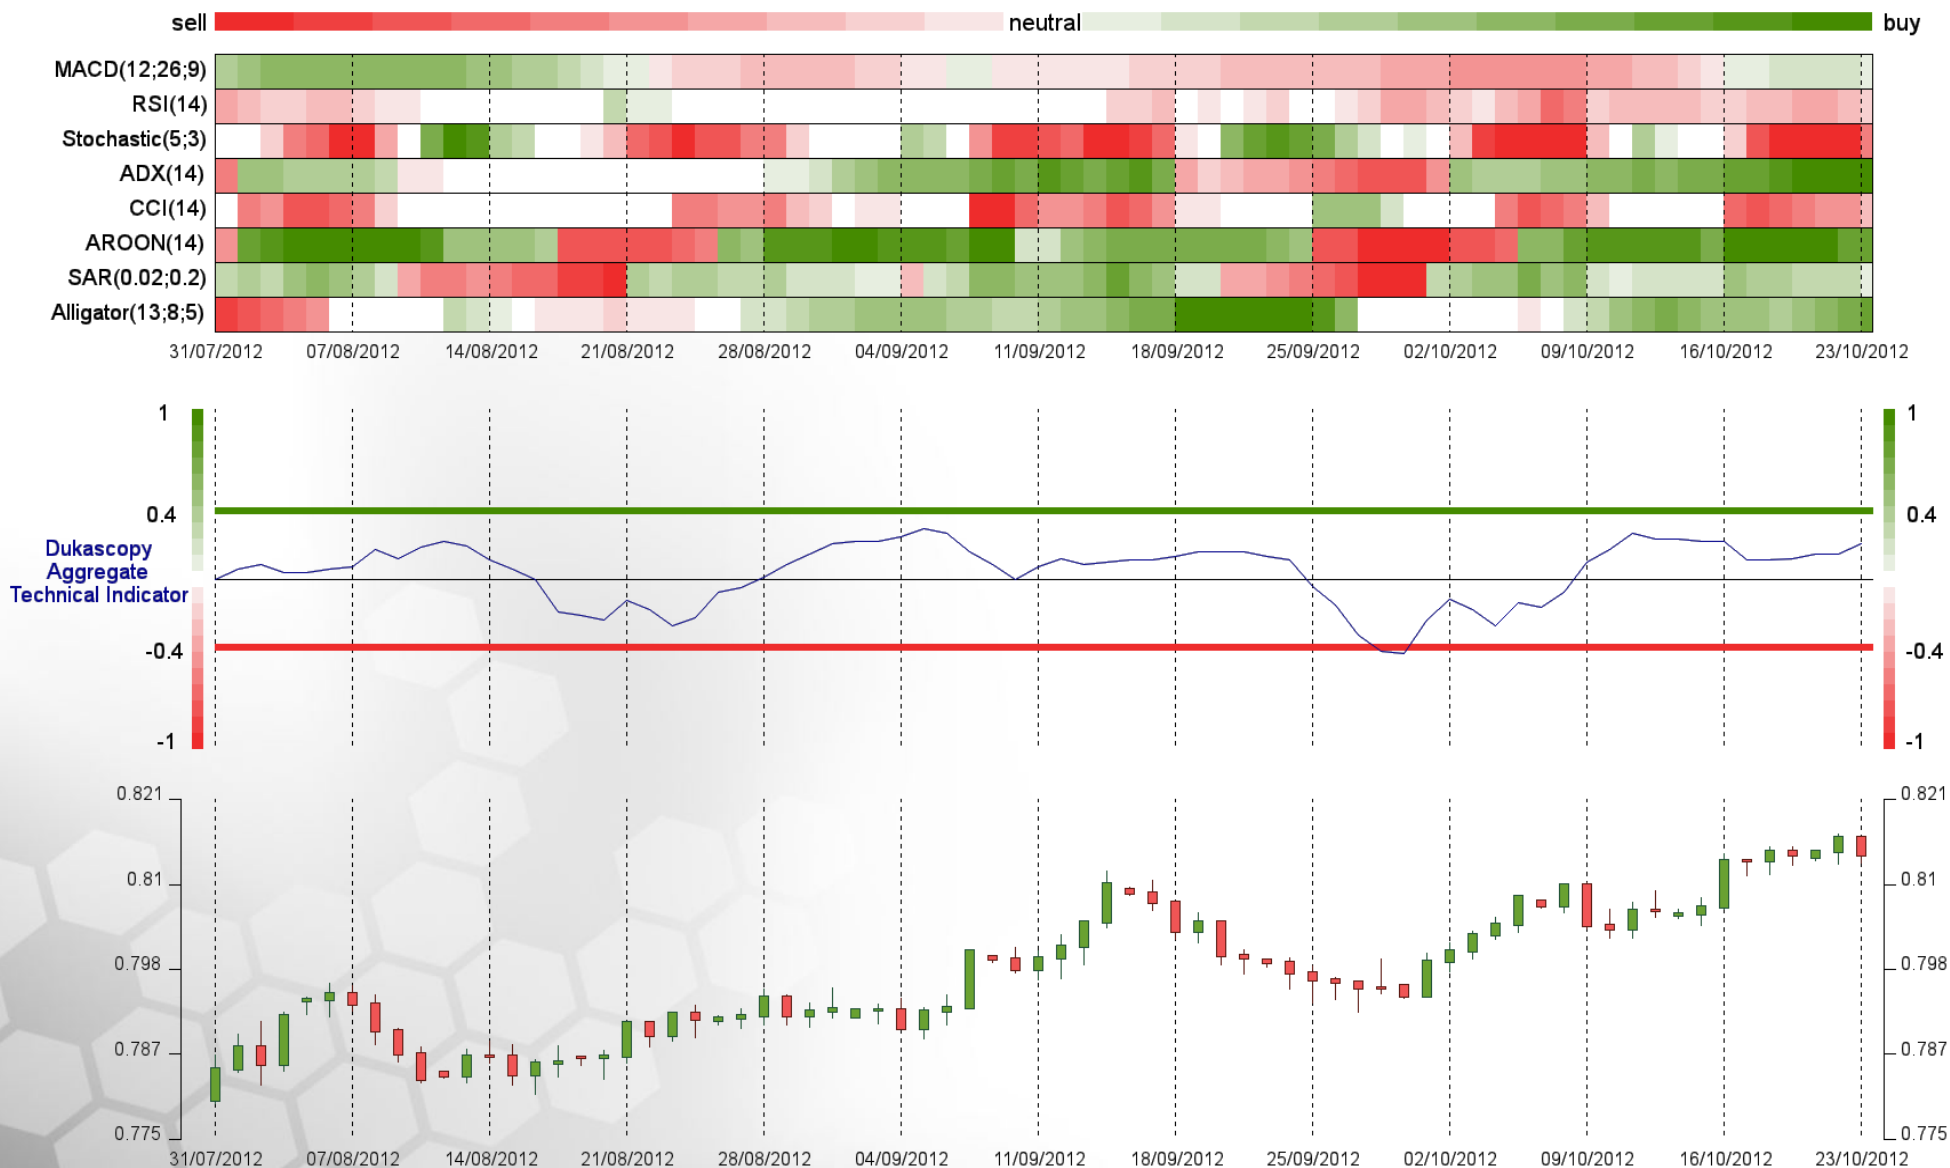 sell neutral buy
MACD(12;26;9)
RSI(14)
Stochastic(5;3)
ADX(14)
CCI(14)
AROON(14)
SAR(0.02;0.2)
Alligator(13;8;5)
31/07/2012 07/08/2012 14/08/2012 21/08/2012 28/08/2012 04/09/2012 11/09/2012 18/09/2012 25/09/2012 02/10/2012 09/10/2012 16/10/2012 23/10/2012
1 1
0.4 0.4
Dukascopy
Aggregate
Technical Indicator
-0.4 -0.4
-1 -1
0.821 0.821
0.81 0.81
0.798 0.798
0.787 0.787
0.775 0.775
31/07/2012 07/08/2012 14/08/2012 21/08/2012 28/08/2012 04/09/2012 11/09/2012 18/09/2012 25/09/2012 02/10/2012 09/10/2012 16/10/2012 23/10/2012